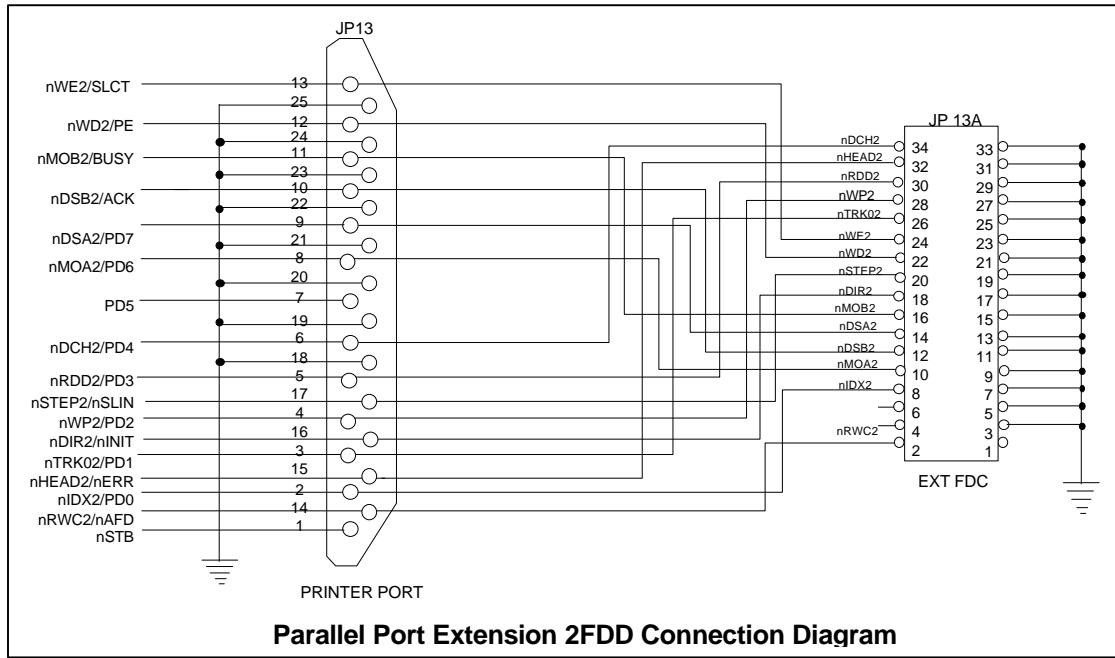 JP13
nWE2/SLCT 13
25
nWD2/PE 12
24
nMOB2/BUSY 11
23
nDSB2/ACK 10
22
nDSA2/PD7 9
21
nMOA2/PD6 8
20
PD5 7
19
nDCH2/PD4 6
18
nRDD2/PD3 5
nSTEP2/nSLIN 17
nWP2/PD2 4
nDIR2/nINIT 16
nTRK02/PD1 3
nHEAD2/nERR 15
nIDX2/PD0 2
nRWC2/nAFD 14
nSTB 1
PRINTER PORT
JP 13A
nDCH2 34 33
nHEAD2 32 31
nRDD2 30 29
nWP2 28 27
nTRK02 26 25
nWE2 24 23
nWD2 22 21
nSTEP2 20 19
nDIR2 18 17
nMOB2 16 15
nDSA2 14 13
nDSB2 12 11
nMOA2 10 9
nIDX2 8 7
6 5
4 3
nRWC2 2 1
EXT FDC
Parallel Port Extension 2FDD Connection Diagram